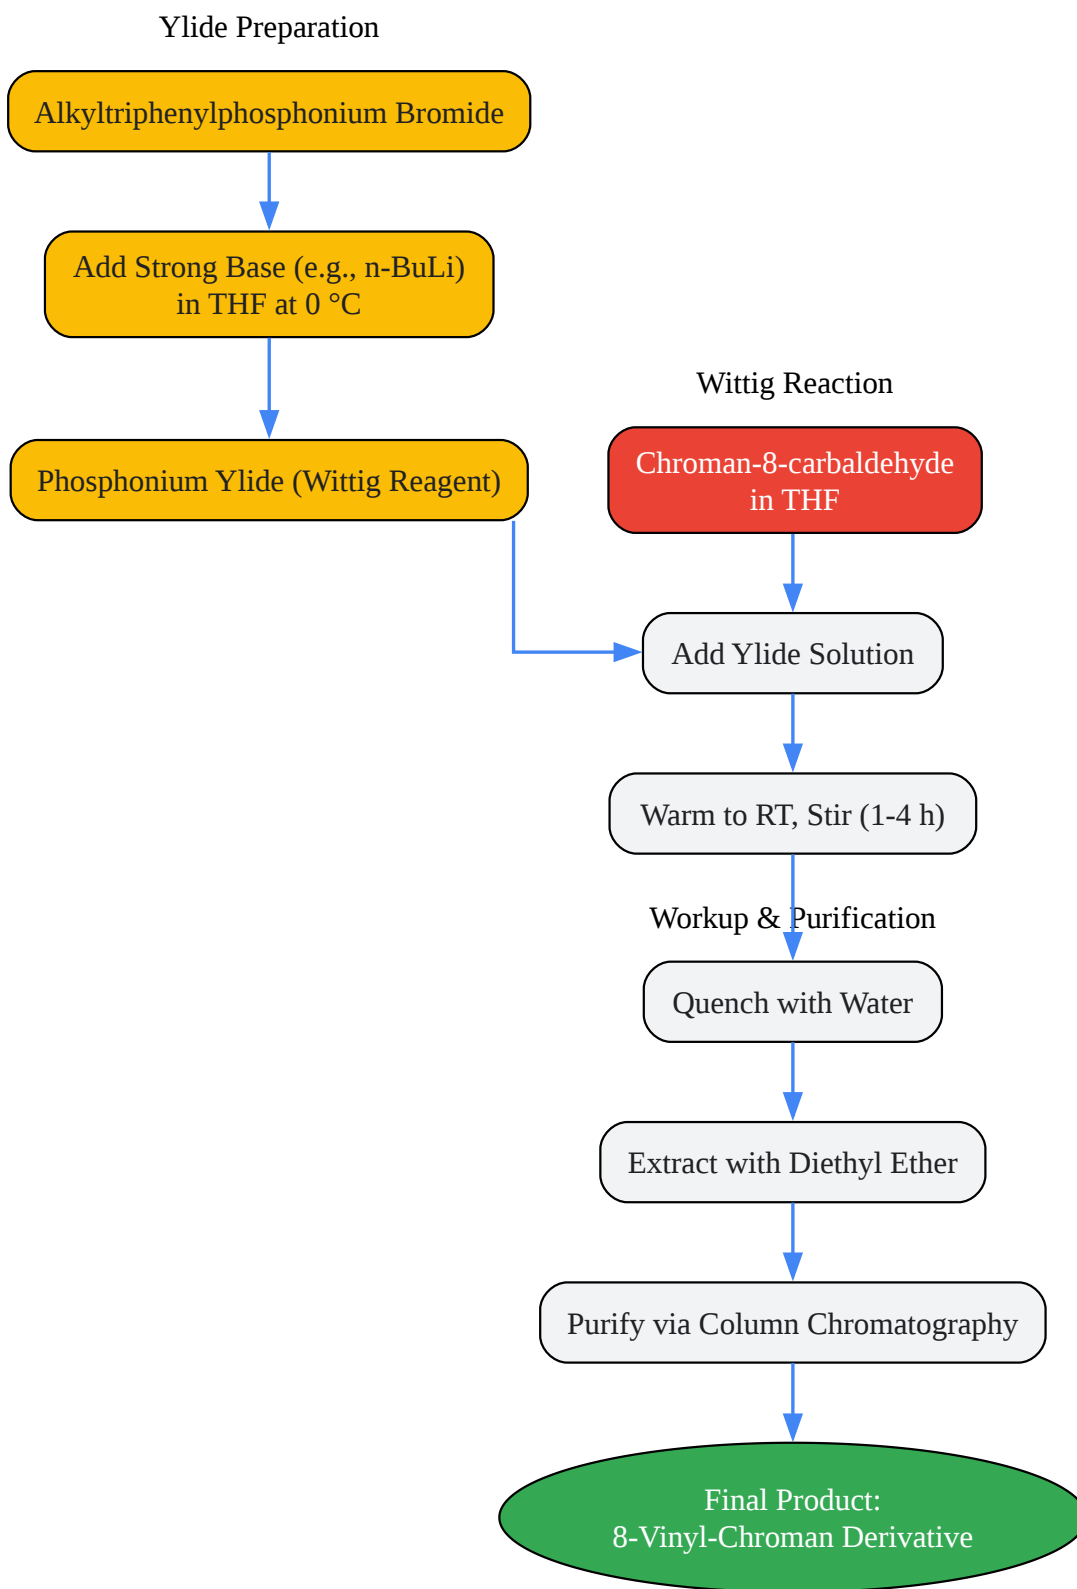 Ylide Preparation
Alkyltriphenylphosphonium Bromide
Add Strong Base (e.g., n-BuLi)
in THF at 0 °C
Phosphonium Ylide (Wittig Reagent)
Wittig Reaction
Chroman-8-carbaldehyde
in THF
Add Ylide Solution
Warm to RT, Stir (1-4 h)
Workup & Purification
Quench with Water
Extract with Diethyl Ether
Purify via Column Chromatography
Final Product:
8-Vinyl-Chroman Derivative